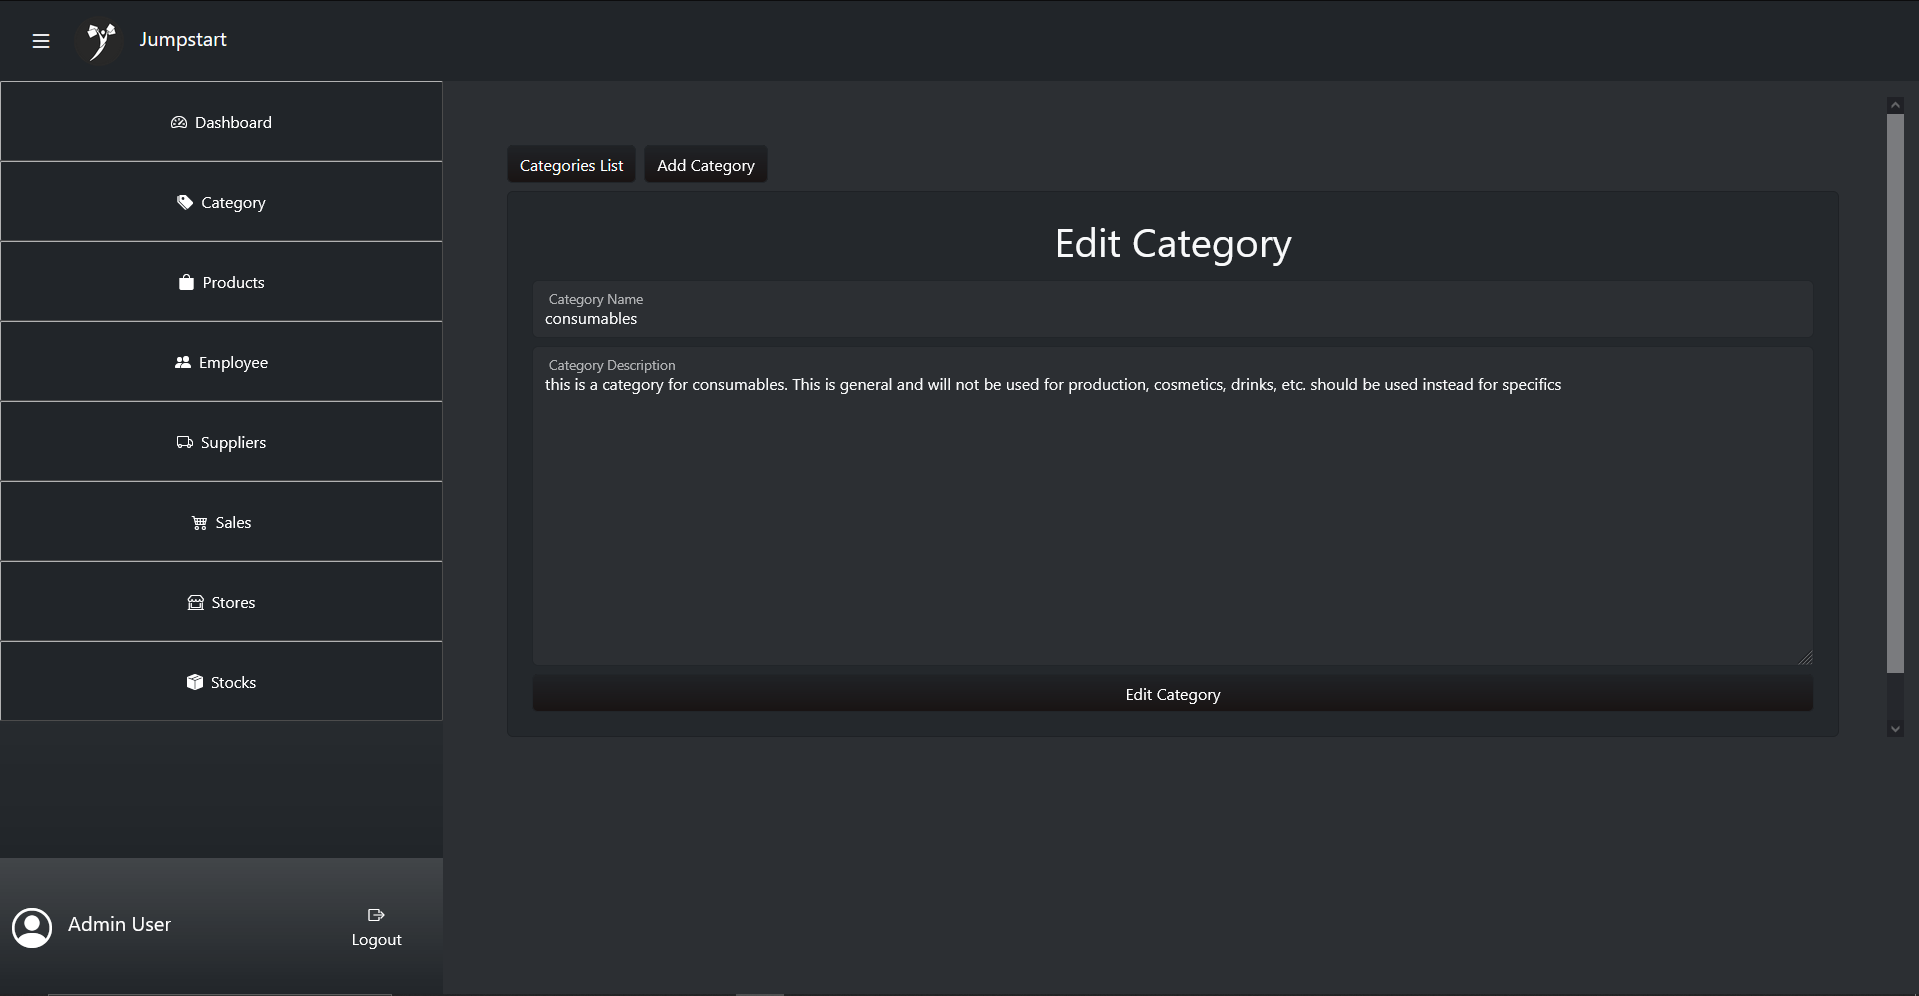 Jumpstart
Dashboard
Category
Products
Employee
Suppliers
Sales
Stores
Stocks
Admin User
Logout
Categories List
Add Category
Edit Category
Category Name
consumables
Category Description
this is a category for consumables. This is general and will not be used for production, cosmetics, drinks, etc. should be used instead for specifics
Edit Category